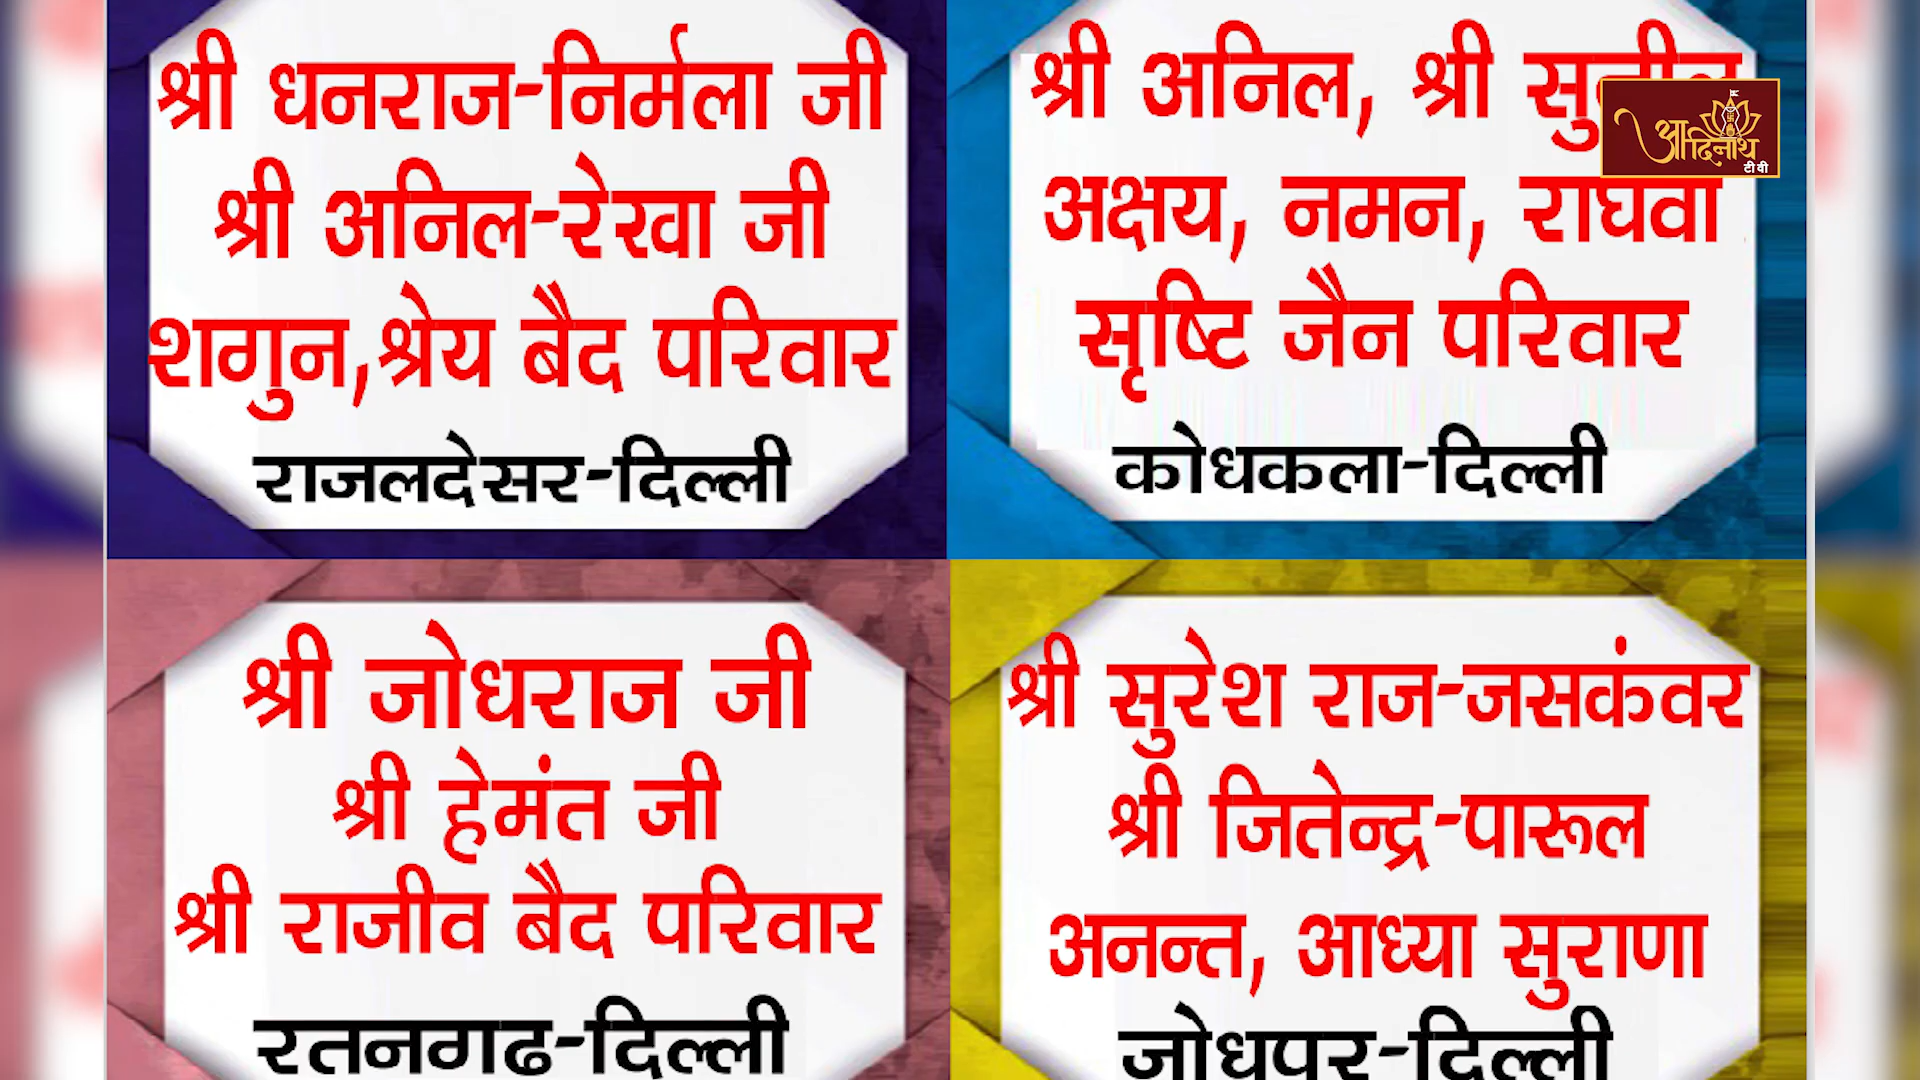 श्री धनराज-निर्मला जी
श्री अनिल-रेखा जी
शगुन,श्रेय बैद परिवार
राजलदेसर-दिल्ली
श्री अनिल, श्री
अक्षय, नमन, राघवी
सृष्टि जैन परिवार
कोधकला-दिल्ली
आदिनाथ
टीवी
श्री जोधराज जी
श्री हेमंत जी
श्री राजीव बैद परिवार
रतनगढ-दिल्ली
श्री सुरेश राज-जसकंवर
श्री जितेन्द्र-पारूल
अनन्त, आध्या सुराणा
जोधपुर-दिल्ली